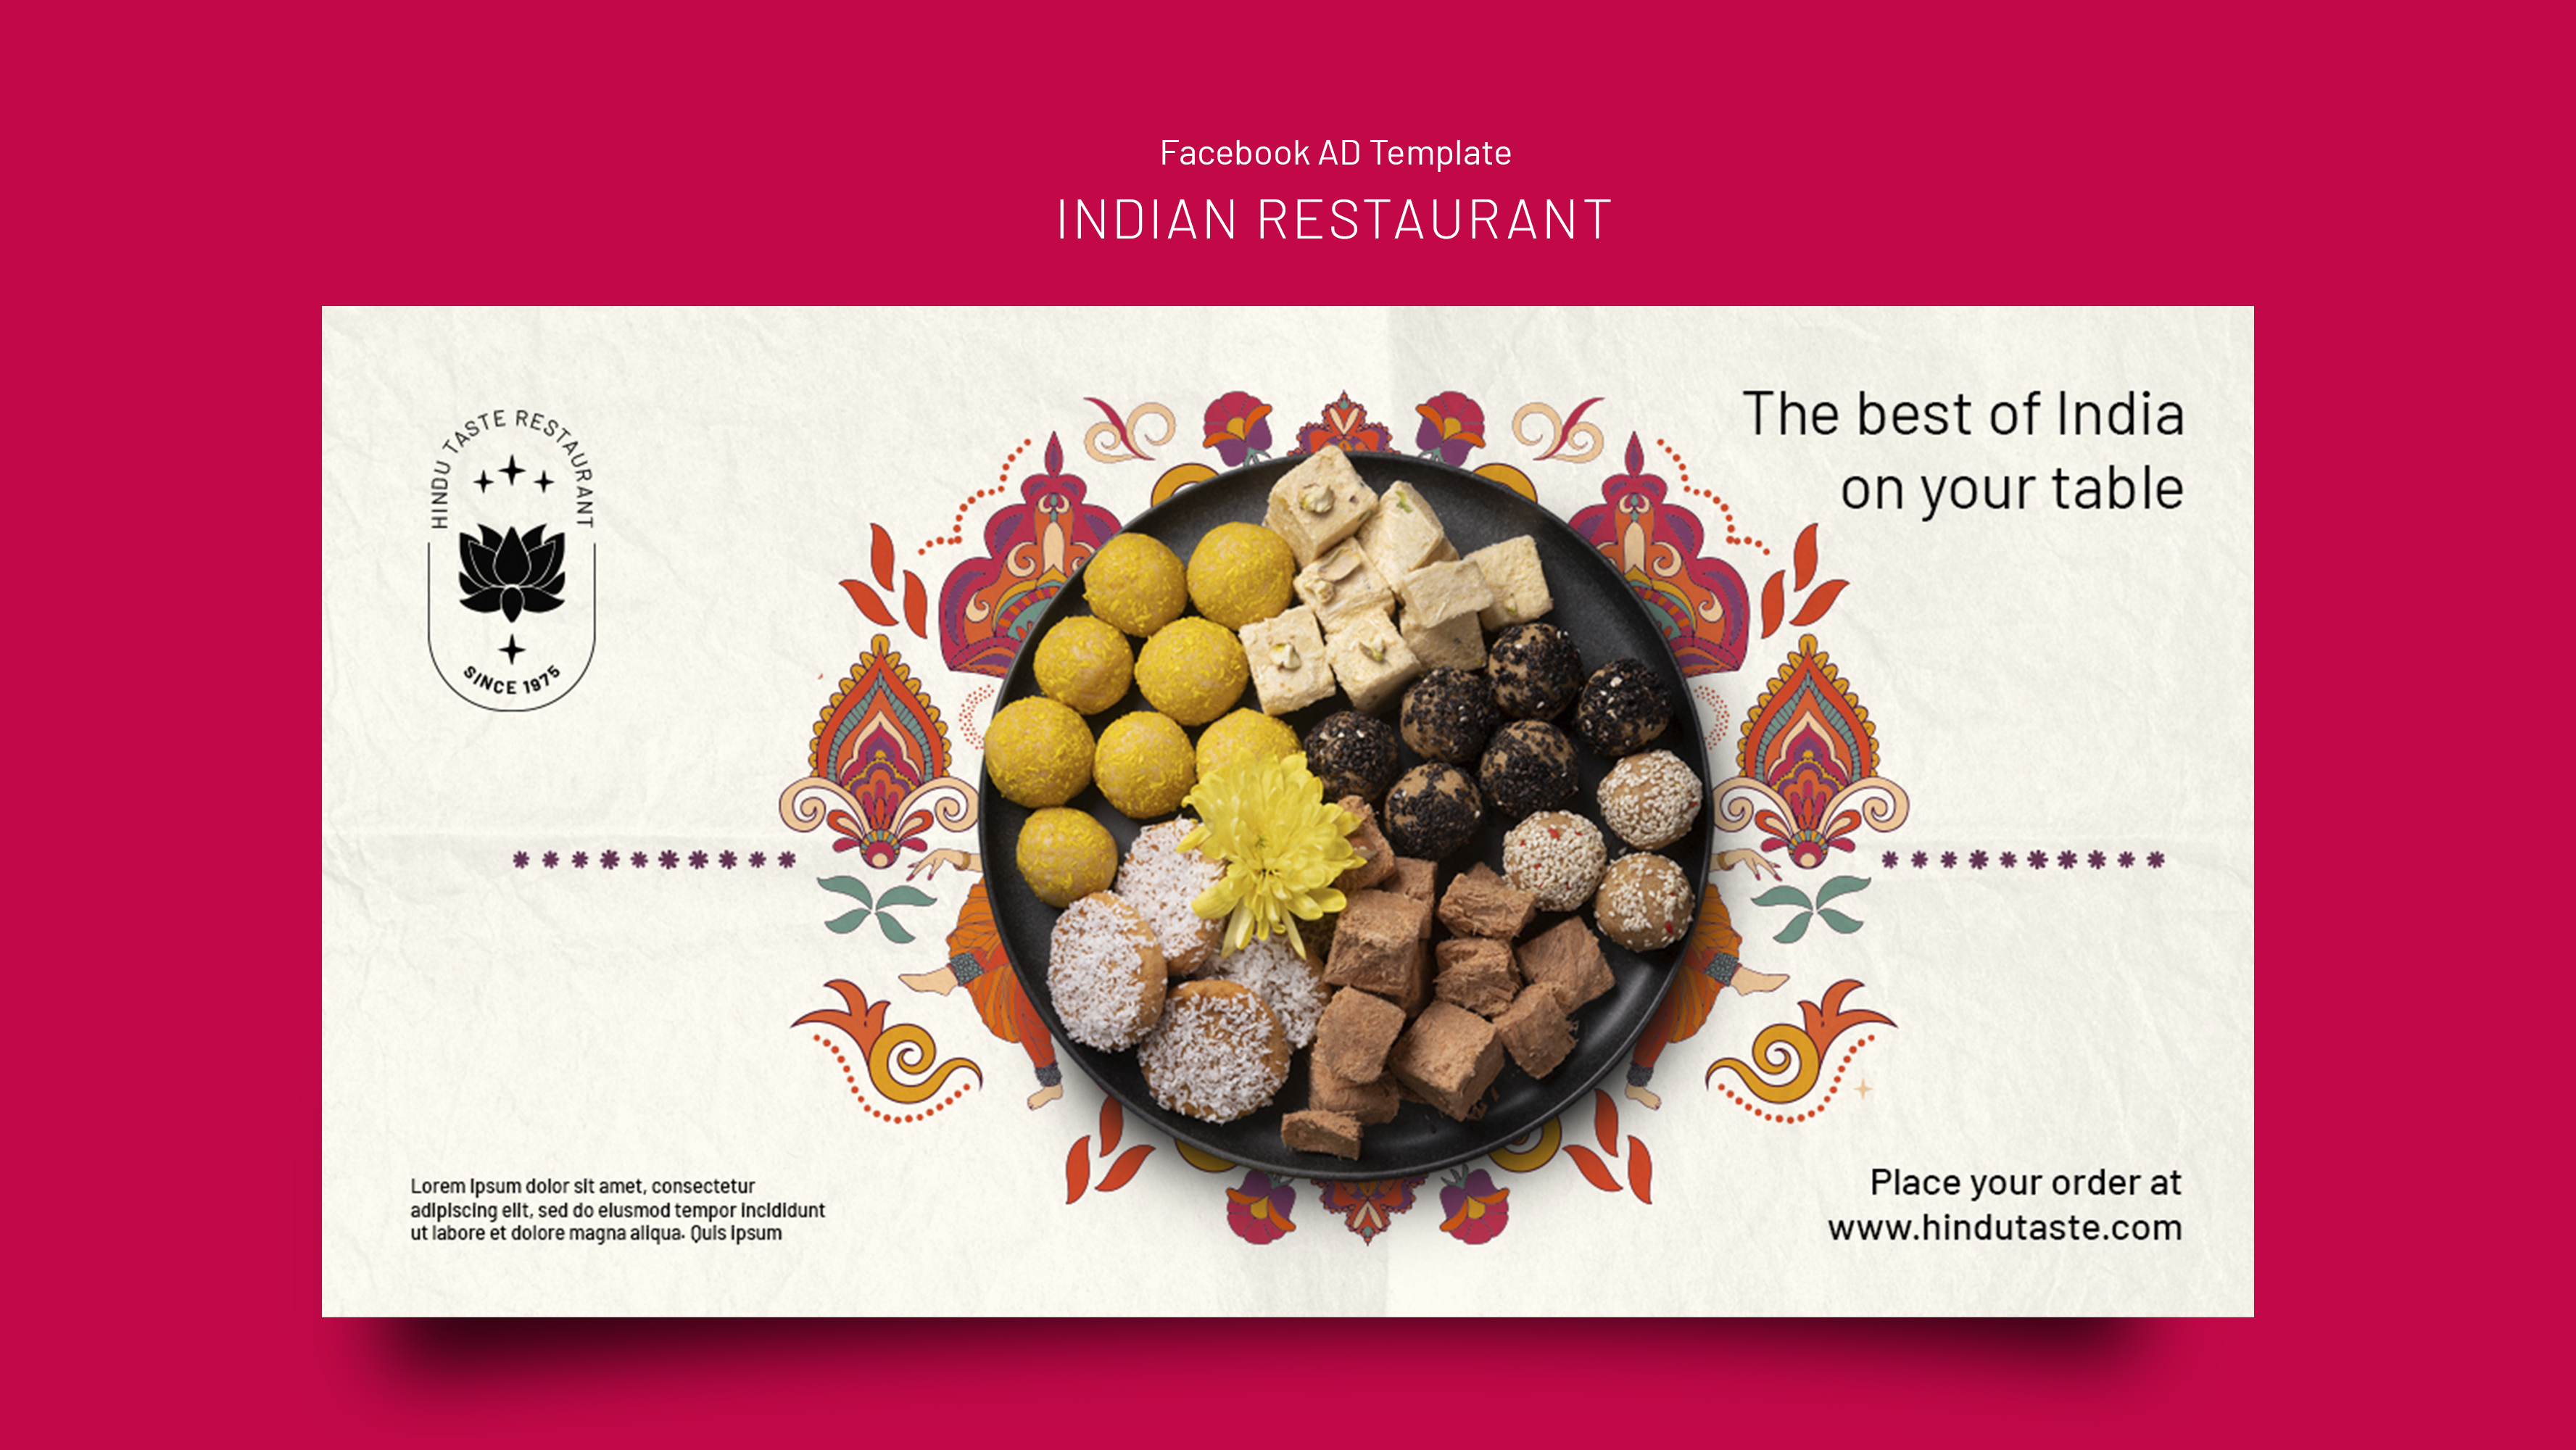 Facebook AD Template
INDIAN RESTAURANT
HINDU TASTE RESTAURANT
SINCE 1975
The best of India
on your table
Lorem ipsum dolor sit amet, consectetur
adipiscing elit, sed do eiusmod tempor incididunt
ut labore et dolore magna aliqua. Quis ipsum
Place your order at
www.hindutaste.com